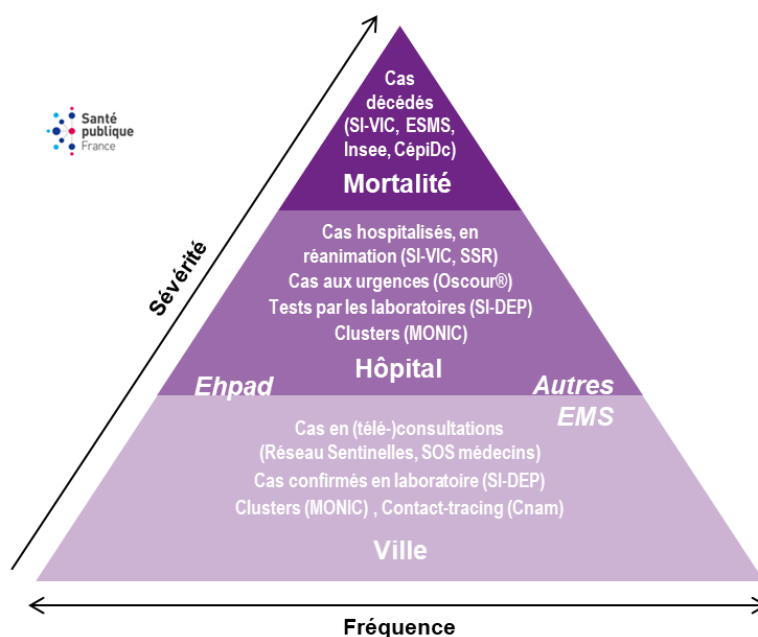 Santé
publique
France
Sévérité
Cas
décédés
(SI-VIC, ESMS,
Insee, CépiDc)
Mortalité
Cas hospitalisés, en
réanimation (SI-VIC, SSR)
Cas aux urgences (Oscour®)
Tests par les laboratoires (SI-DEP)
Clusters (MONIC)
Hôpital
Ehpad
Autres
EMS
Cas en (télé-)consultations
(Réseau Sentinelles, SOS médecins)
Cas confirmés en laboratoire (SI-DEP)
Clusters (MONIC) , Contact-tracing (Cnam)
Ville
Fréquence